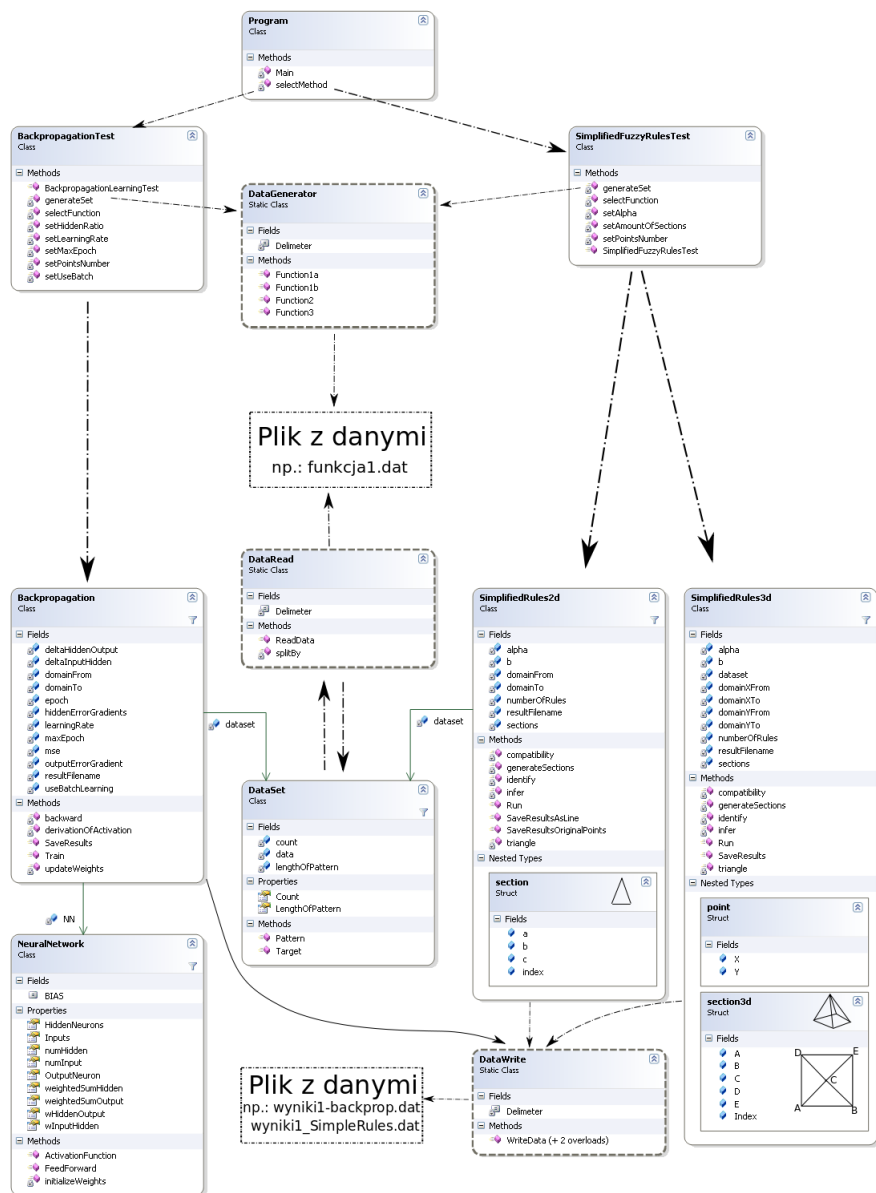 Program
Class
Methods
Main
selectMethod
BackpropagationTest
Class
Methods
BackpropagationLearningTest
generateSet
selectFunction
setHiddenRatio
setLearningRate
setMaxEpoch
setPointsNumber
setUseBatch
DataGenerator
Static Class
Fields
Delimeter
Methods
Function1a
Function1b
Function2
Function3
SimplifiedFuzzyRulesTest
Class
Methods
generateSet
selectFunction
setAlpha
setAmountOfSections
setPointsNumber
SimplifiedFuzzyRulesTest
Plik z danymi
np.: funkcja1.dat
DataRead
Static Class
Fields
Delimeter
Methods
ReadData
splitBy
Backpropagation
Class
Fields
deltaHiddenOutput
deltaInputHidden
domainFrom
domainTo
epoch
hiddenErrorGradients
learningRate
maxEpoch
mse
outputErrorGradient
resultFilename
useBatchLearning
Methods
backward
derivationOfActivation
SaveResults
Train
updateWeights
dataset
dataset
DataSet
Class
Fields
count
data
lengthOfPattern
Properties
Count
LengthOfPattern
Methods
Pattern
Target
SimplifiedRules2d
Class
Fields
alpha
b
domainFrom
domainTo
numberOfRules
resultFilename
sections
Methods
compatibility
generateSections
identify
infer
Run
SaveResultsAsLine
SaveResultsOriginalPoints
triangle
Nested Types
section
Struct
Fields
a
b
c
index
SimplifiedRules3d
Class
Fields
alpha
b
dataset
domainXFrom
domainXTo
domainYFrom
domainYTo
numberOfRules
resultFilename
sections
Methods
compatibility
generateSections
identify
infer
Run
SaveResults
triangle
Nested Types
point
Struct
Fields
X
Y
section3d
Struct
Fields
A
B
C
D
E
Index
D
E
C
A
B
NN
NeuralNetwork
Class
Fields
BIAS
Properties
HiddenNeurons
Inputs
numHidden
numInput
OutputNeuron
weightedSumHidden
weightedSumOutput
wHiddenOutput
wInputHidden
Methods
ActivationFunction
FeedForward
initializeWeights
Plik z danymi
np.: wyniki1-backprop.dat
wyniki1_SimpleRules.dat
DataWrite
Static Class
Fields
Delimeter
Methods
WriteData (+ 2 overloads)